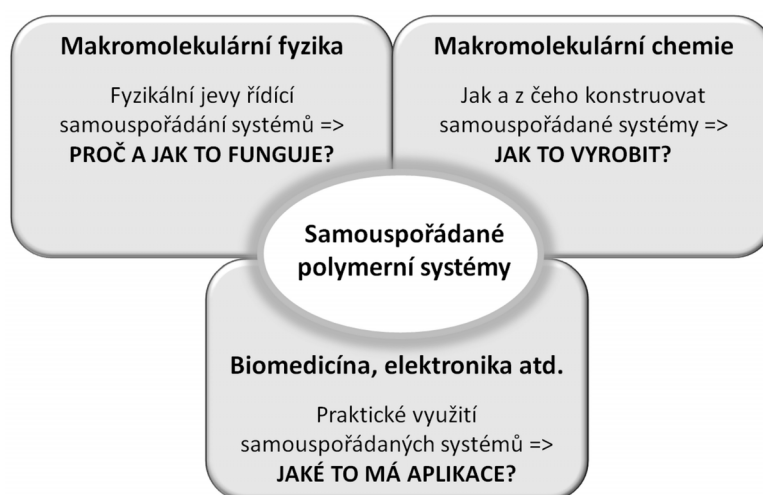 Makromolekulární fyzika
Fyzikální jevy řídící
samouspořádání systémů =>
PROČ A JAK TO FUNGUJE?
Makromolekulární chemie
Jak a z čeho konstruovat
samouspořádané systémy =>
JAK TO VYROBIT?
Samouspořádané
polymerní systémy
Biomedicína, elektronika atd.
Praktické využití
samouspořádaných systémů =>
JAKÉ TO MÁ APLIKACE?